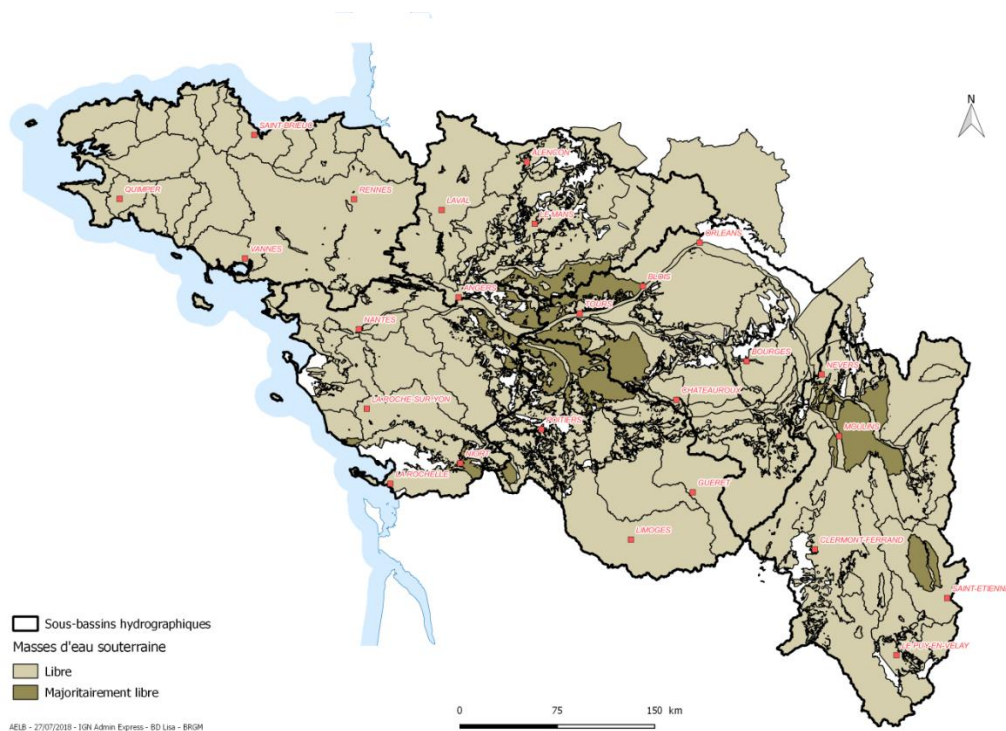 N
SAINT-BRIEUC
ALENÇON
QUIMPER
RENNES
LAVAL
LE-MANS
ORLEANS
VANNES
BLOIS
ANGERS
TOURS
NANTES
BOURGES
NEVERS
CHATEAUROUX
LA-ROCHE-SUR-YON
POITIERS
MOULINS
NIORT
LA-ROCHELLE
GUERET
LIMOGES
CLERMONT-FERRAND
SAINT-ETIENN
LE-PUY-EN-VELAY
Sous-bassins hydrographiques
Masses d'eau souterraine
Libre
Majoritairement libre
0 75 150 km
AELB - 27/07/2018 - IGN Admin Express - BD Lisa - BRGM